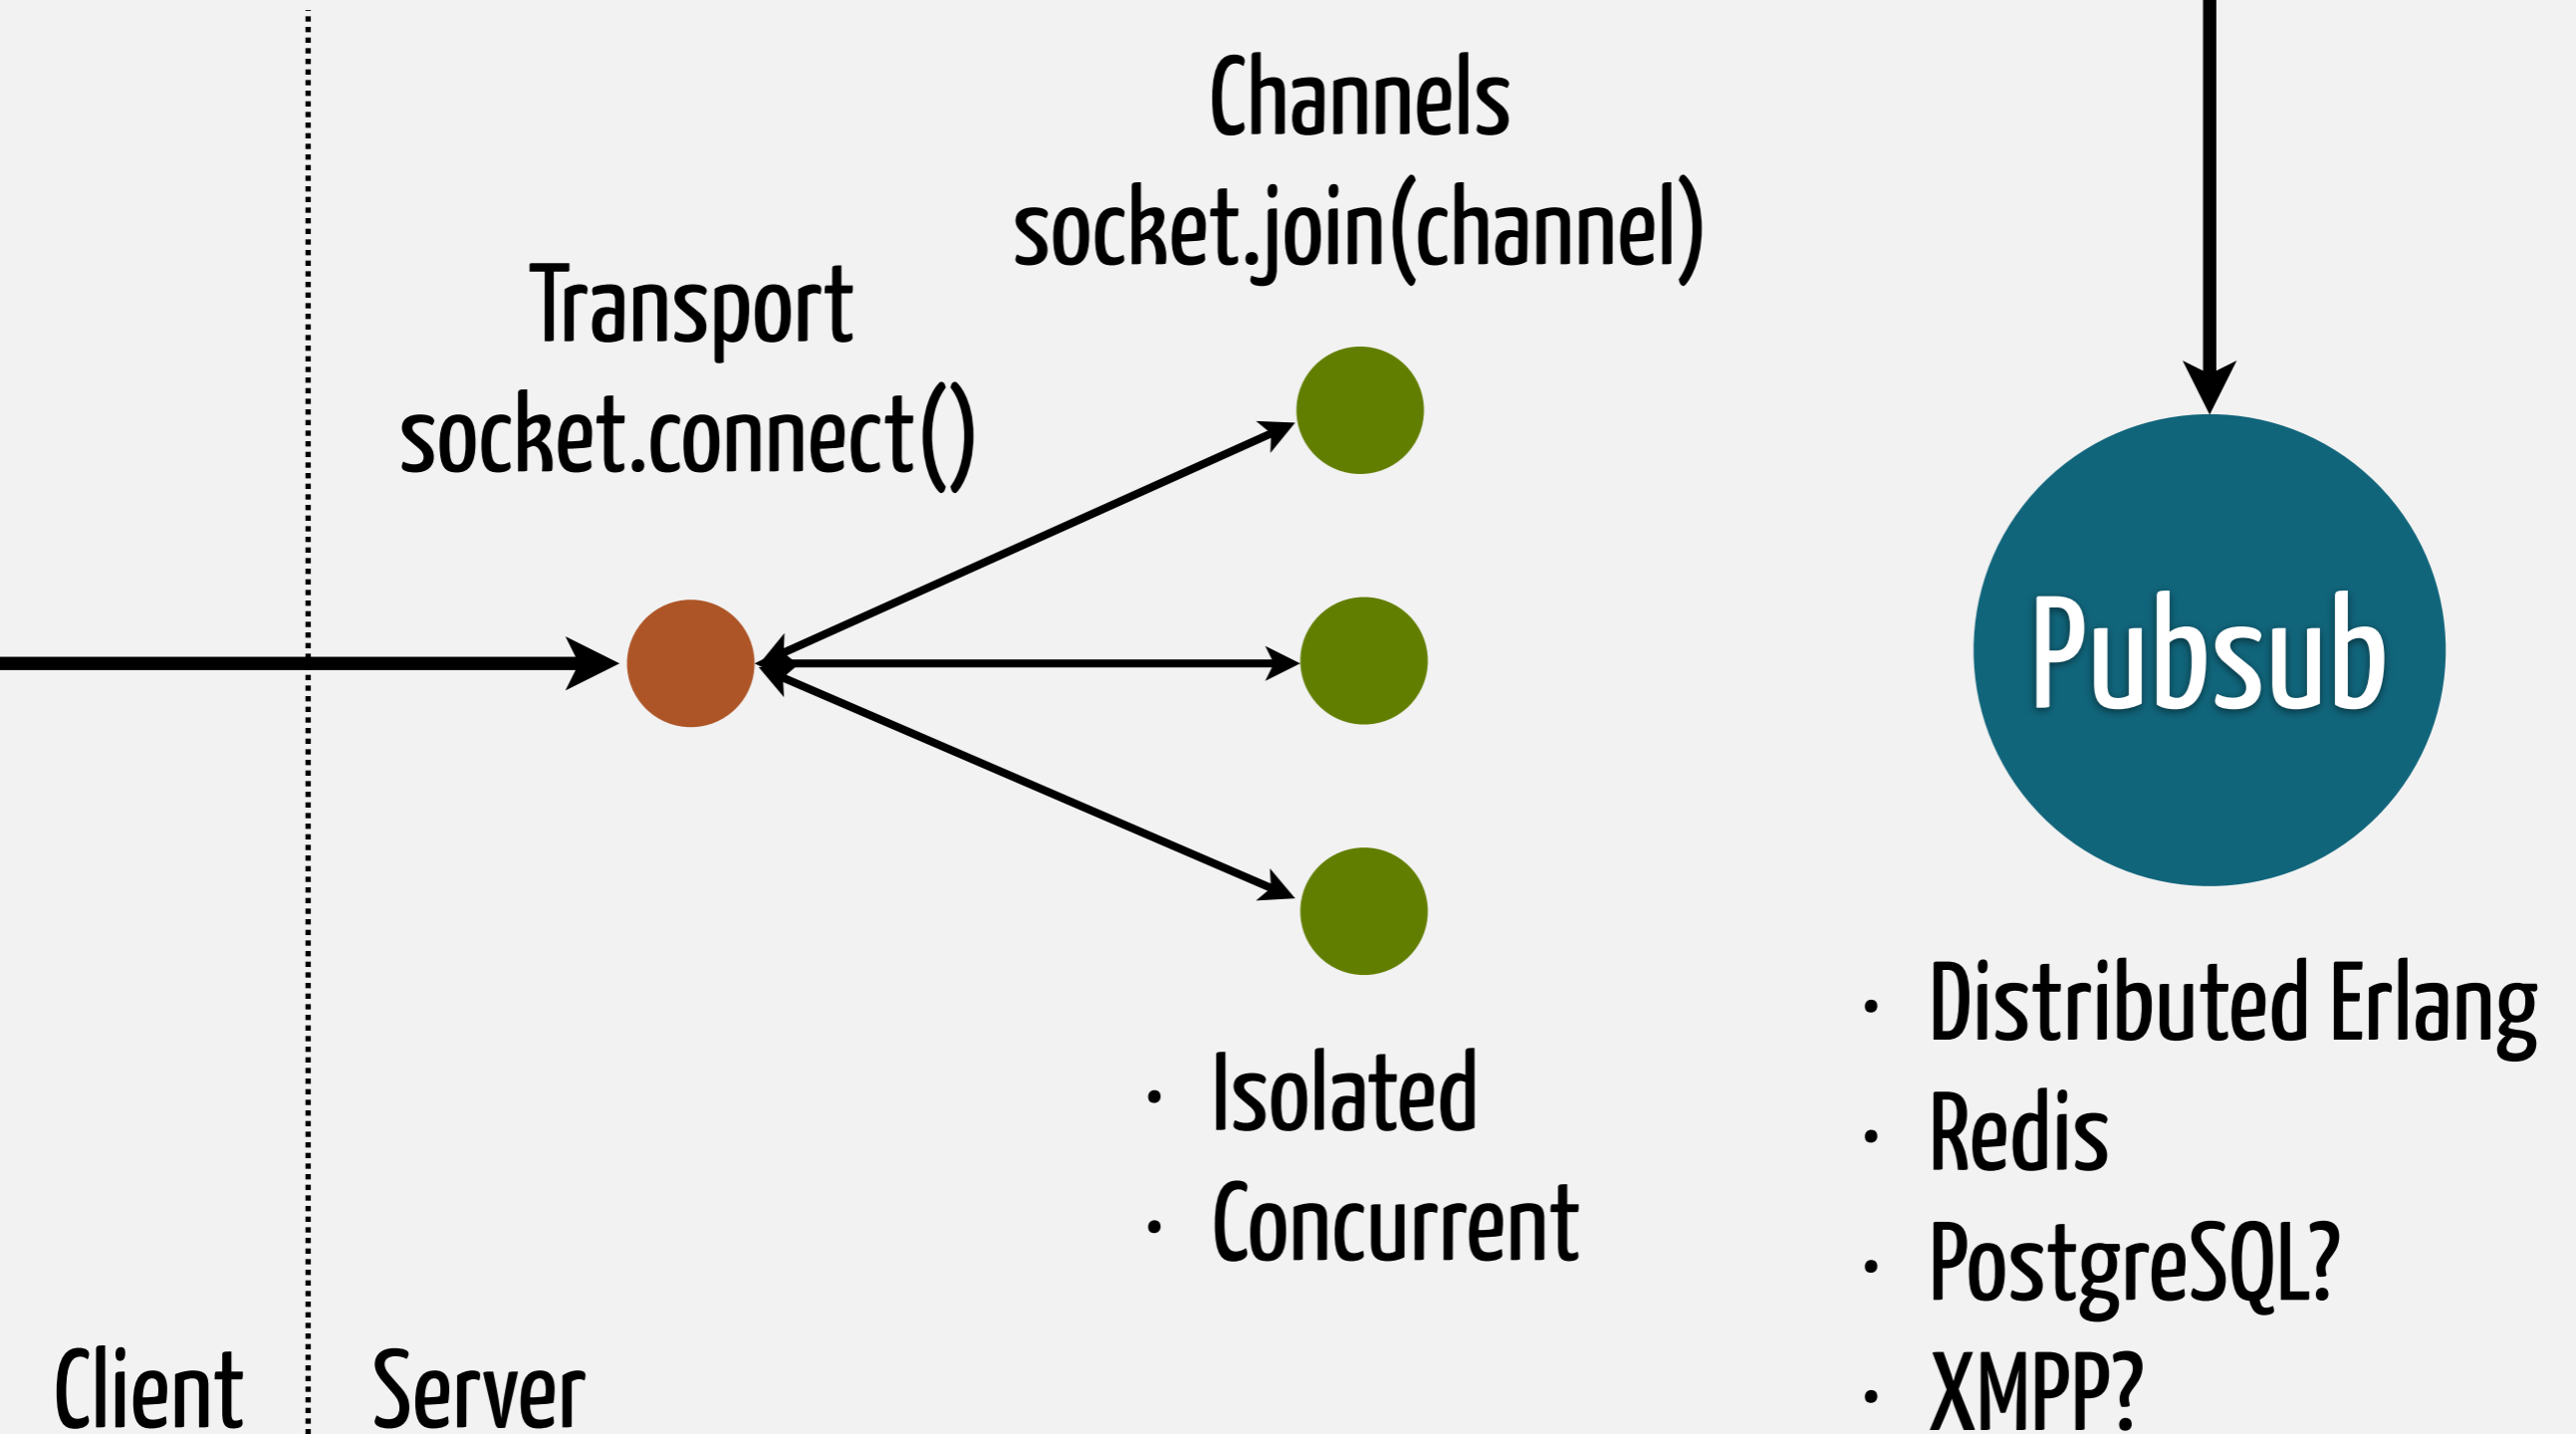 Channels
socket.join(channel)
Transport
socket.connect()
Pubsub
· Isolated
· Concurrent
· Distributed Erlang
· Redis
· PostgreSQL?
· XMPP?
Client
Server